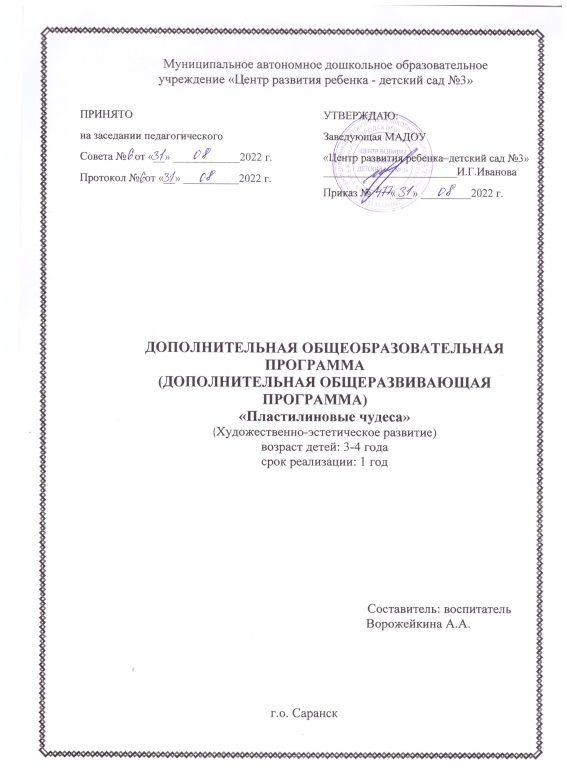 Муниципальное автономное дошкольное образовательное
учреждение «Центр развития ребенка - детский сад №3»
ПРИНЯТО
на заседании педагогического
Совета №6 от «31» 08 2022 г.
Протокол №6 от «31» 08 2022 г.
УТВЕРЖДАЮ:
Заведующая МАДОУ
«Центр развития ребенка–детский сад №3»
И.Г.Иванова
Приказ № «31» 08 2022 г.
ДОПОЛНИТЕЛЬНАЯ ОБЩЕОБРАЗОВАТЕЛЬНАЯ
ПРОГРАММА
(ДОПОЛНИТЕЛЬНАЯ ОБЩЕРАЗВИВАЮЩАЯ
ПРОГРАММА)
«Пластилиновые чудеса»
(Художественно-эстетическое развитие)
возраст детей: 3-4 года
срок реализации: 1 год
Составитель: воспитатель
Ворожейкина А.А.
г.о. Саранск